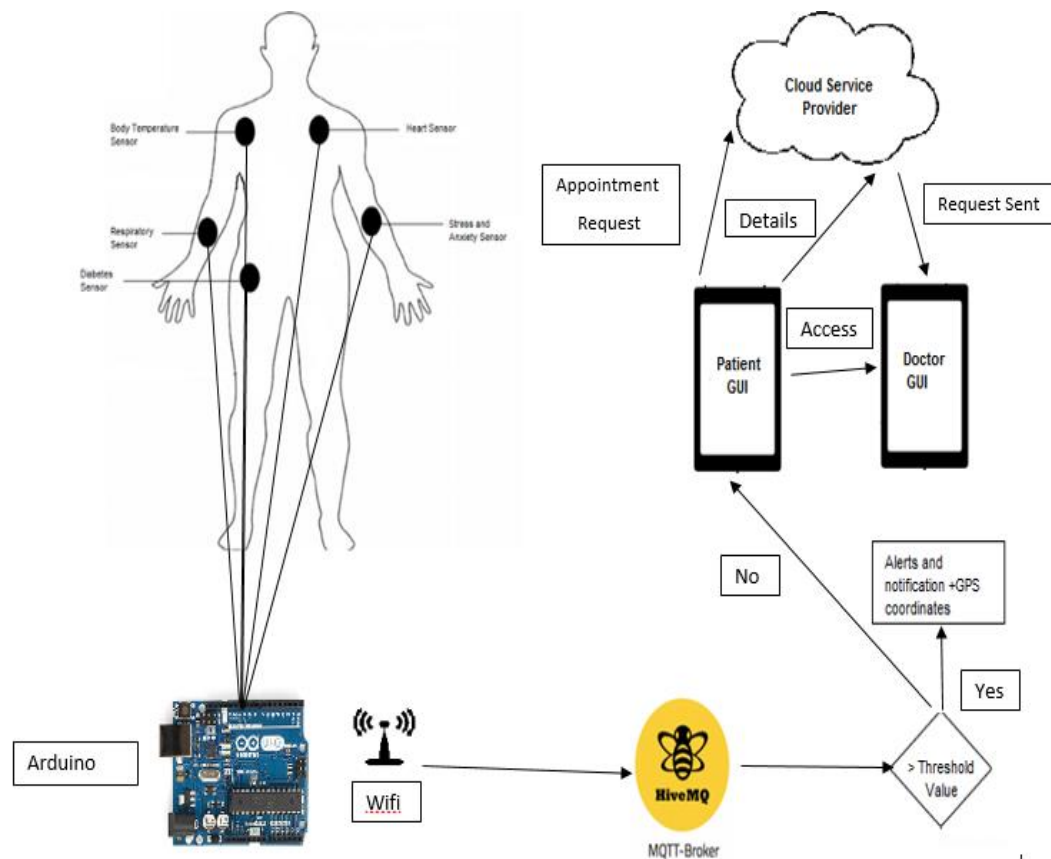 Body Temperature
Sensor
Heart Sensor
Respiratory
Sensor
Stress and
Anxiety Sensor
Diabetes
Sensor
Cloud Service
Provider
Appointment
Request
Details
Request Sent
Access
Patient
GUI
Doctor
GUI
No
Alerts and
notification +GPS
coordinates
Yes
Arduino
Wifi
HiveMQ
MQTT-Broker
> Threshold
Value